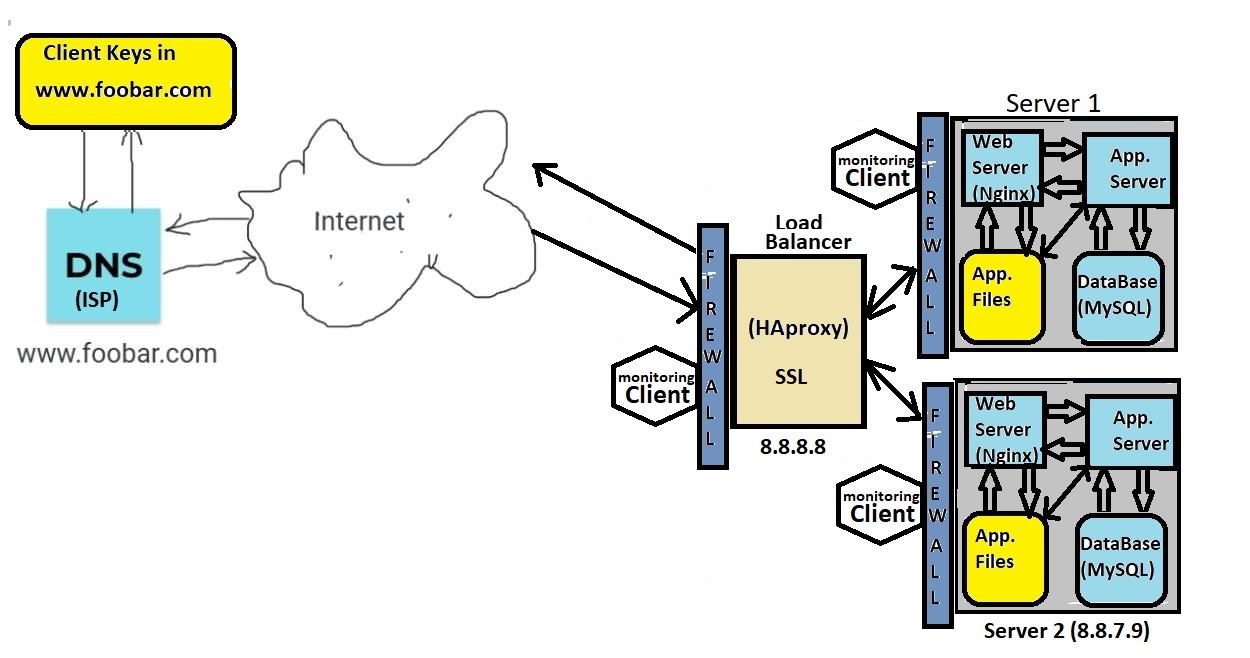 Client Keys in
www.foobar.com
DNS
(ISP)
www.foobar.com
Internet
monitoring
Client
F
I
R
E
W
A
L
L
Load
Balancer
(HAproxy)
SSL
8.8.8.8
Server 1
monitoring
Client
F
I
R
E
W
A
L
L
Web
Server
(Nginx)
App.
Server
App.
Files
DataBase
(MySQL)
monitoring
Client
F
I
R
E
W
A
L
L
Web
Server
(Nginx)
App.
Server
App.
Files
DataBase
(MySQL)
Server 2 (8.8.7.9)